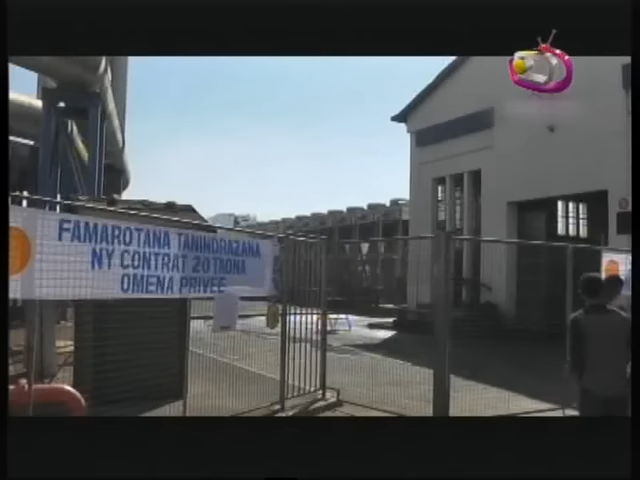 FAMAROTANA TANINDRAZANA
NY CONTRAT 20 TAONA
OMENA PRIVEE